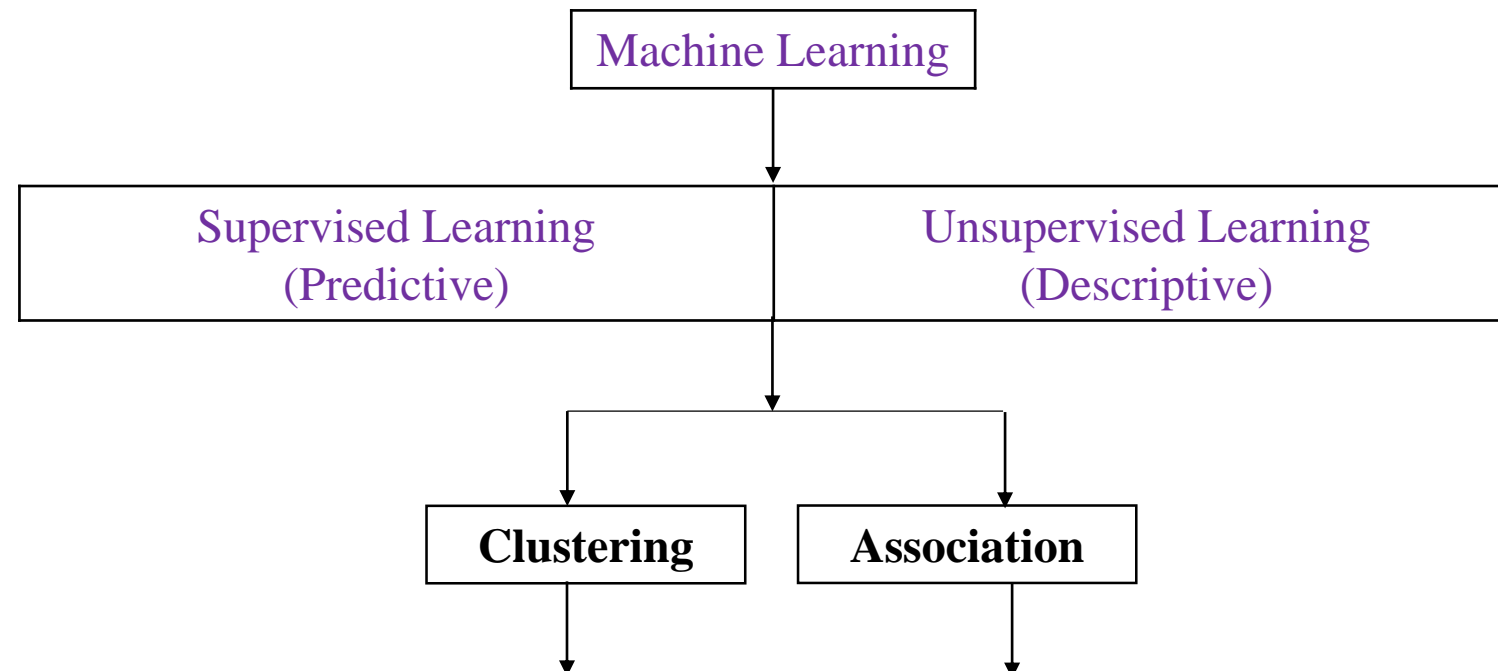 Machine Learning
Supervised Learning
(Predictive)
Unsupervised Learning
(Descriptive)
Clustering
Association